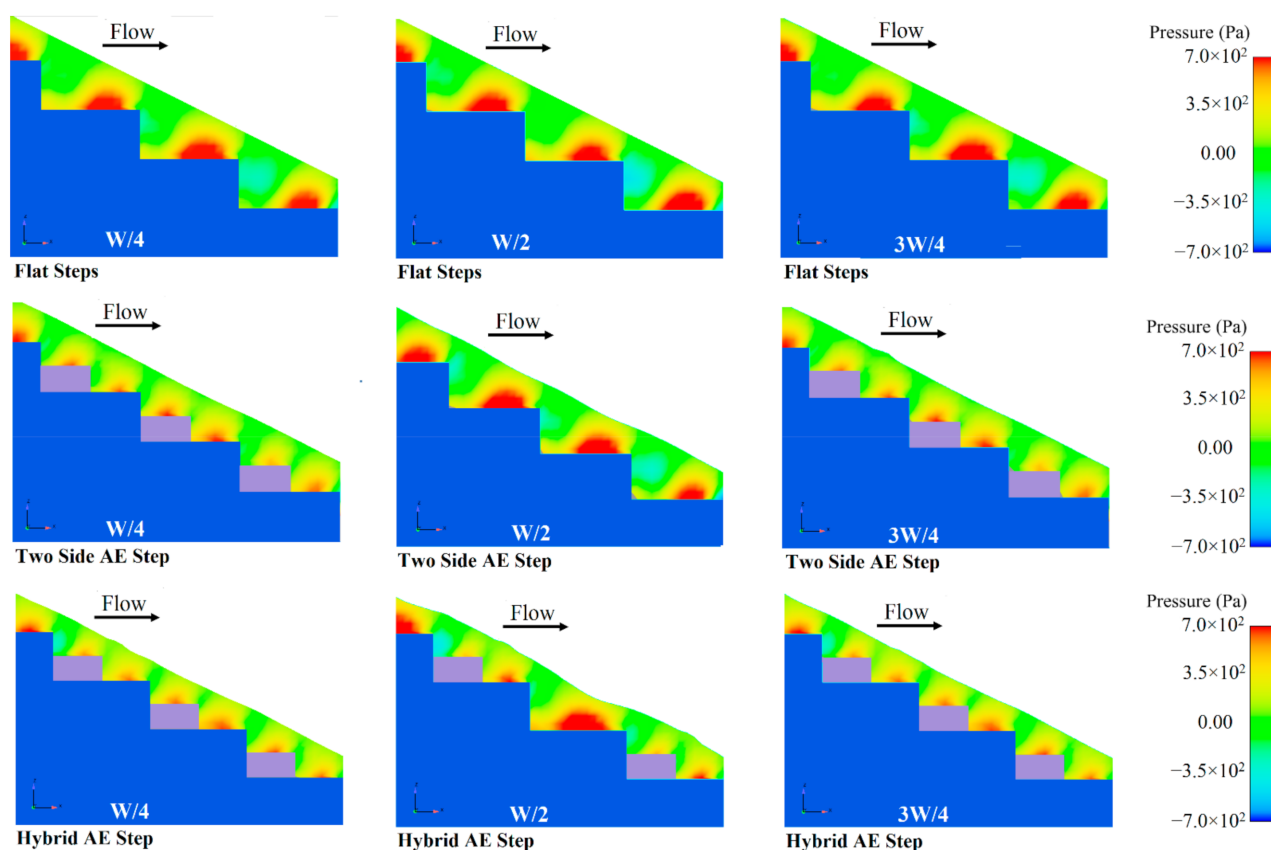 Flow
Flow
Flow
Pressure (Pa)
7.0×10²
3.5×10²
0.00
−3.5×10²
−7.0×10²
W/4
W/2
3W/4
Flat Steps
Flat Steps
Flat Steps
Flow
Flow
Flow
Pressure (Pa)
7.0×10²
3.5×10²
0.00
−3.5×10²
−7.0×10²
W/4
W/2
3W/4
Two Side AE Step
Two Side AE Step
Two Side AE Step
Flow
Flow
Flow
Pressure (Pa)
7.0×10²
3.5×10²
0.00
−3.5×10²
−7.0×10²
W/4
W/2
3W/4
Hybrid AE Step
Hybrid AE Step
Hybrid AE Step